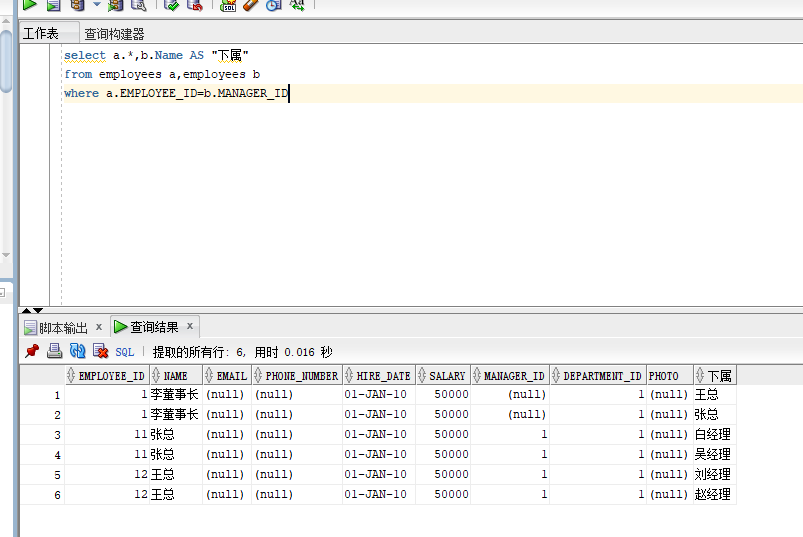 工作表 查询构建器
select a.*,b.Name AS "下属"
from employees a,employees b
where a.EMPLOYEE_ID=b.MANAGER_ID
脚本输出 x 查询结果 x
SQL 提取的所有行: 6, 用时 0.016 秒
EMPLOYEE_ID NAME EMAIL PHONE_NUMBER HIRE_DATE SALARY MANAGER_ID DEPARTMENT_ID PHOTO 下属
1 1 李董事长 (null) (null) 01-JAN-10 50000 (null) 1 (null) 王总
2 1 李董事长 (null) (null) 01-JAN-10 50000 (null) 1 (null) 张总
3 11 张总 (null) (null) 01-JAN-10 50000 1 1 (null) 白经理
4 11 张总 (null) (null) 01-JAN-10 50000 1 1 (null) 吴经理
5 12 王总 (null) (null) 01-JAN-10 50000 1 1 (null) 刘经理
6 12 王总 (null) (null) 01-JAN-10 50000 1 1 (null) 赵经理